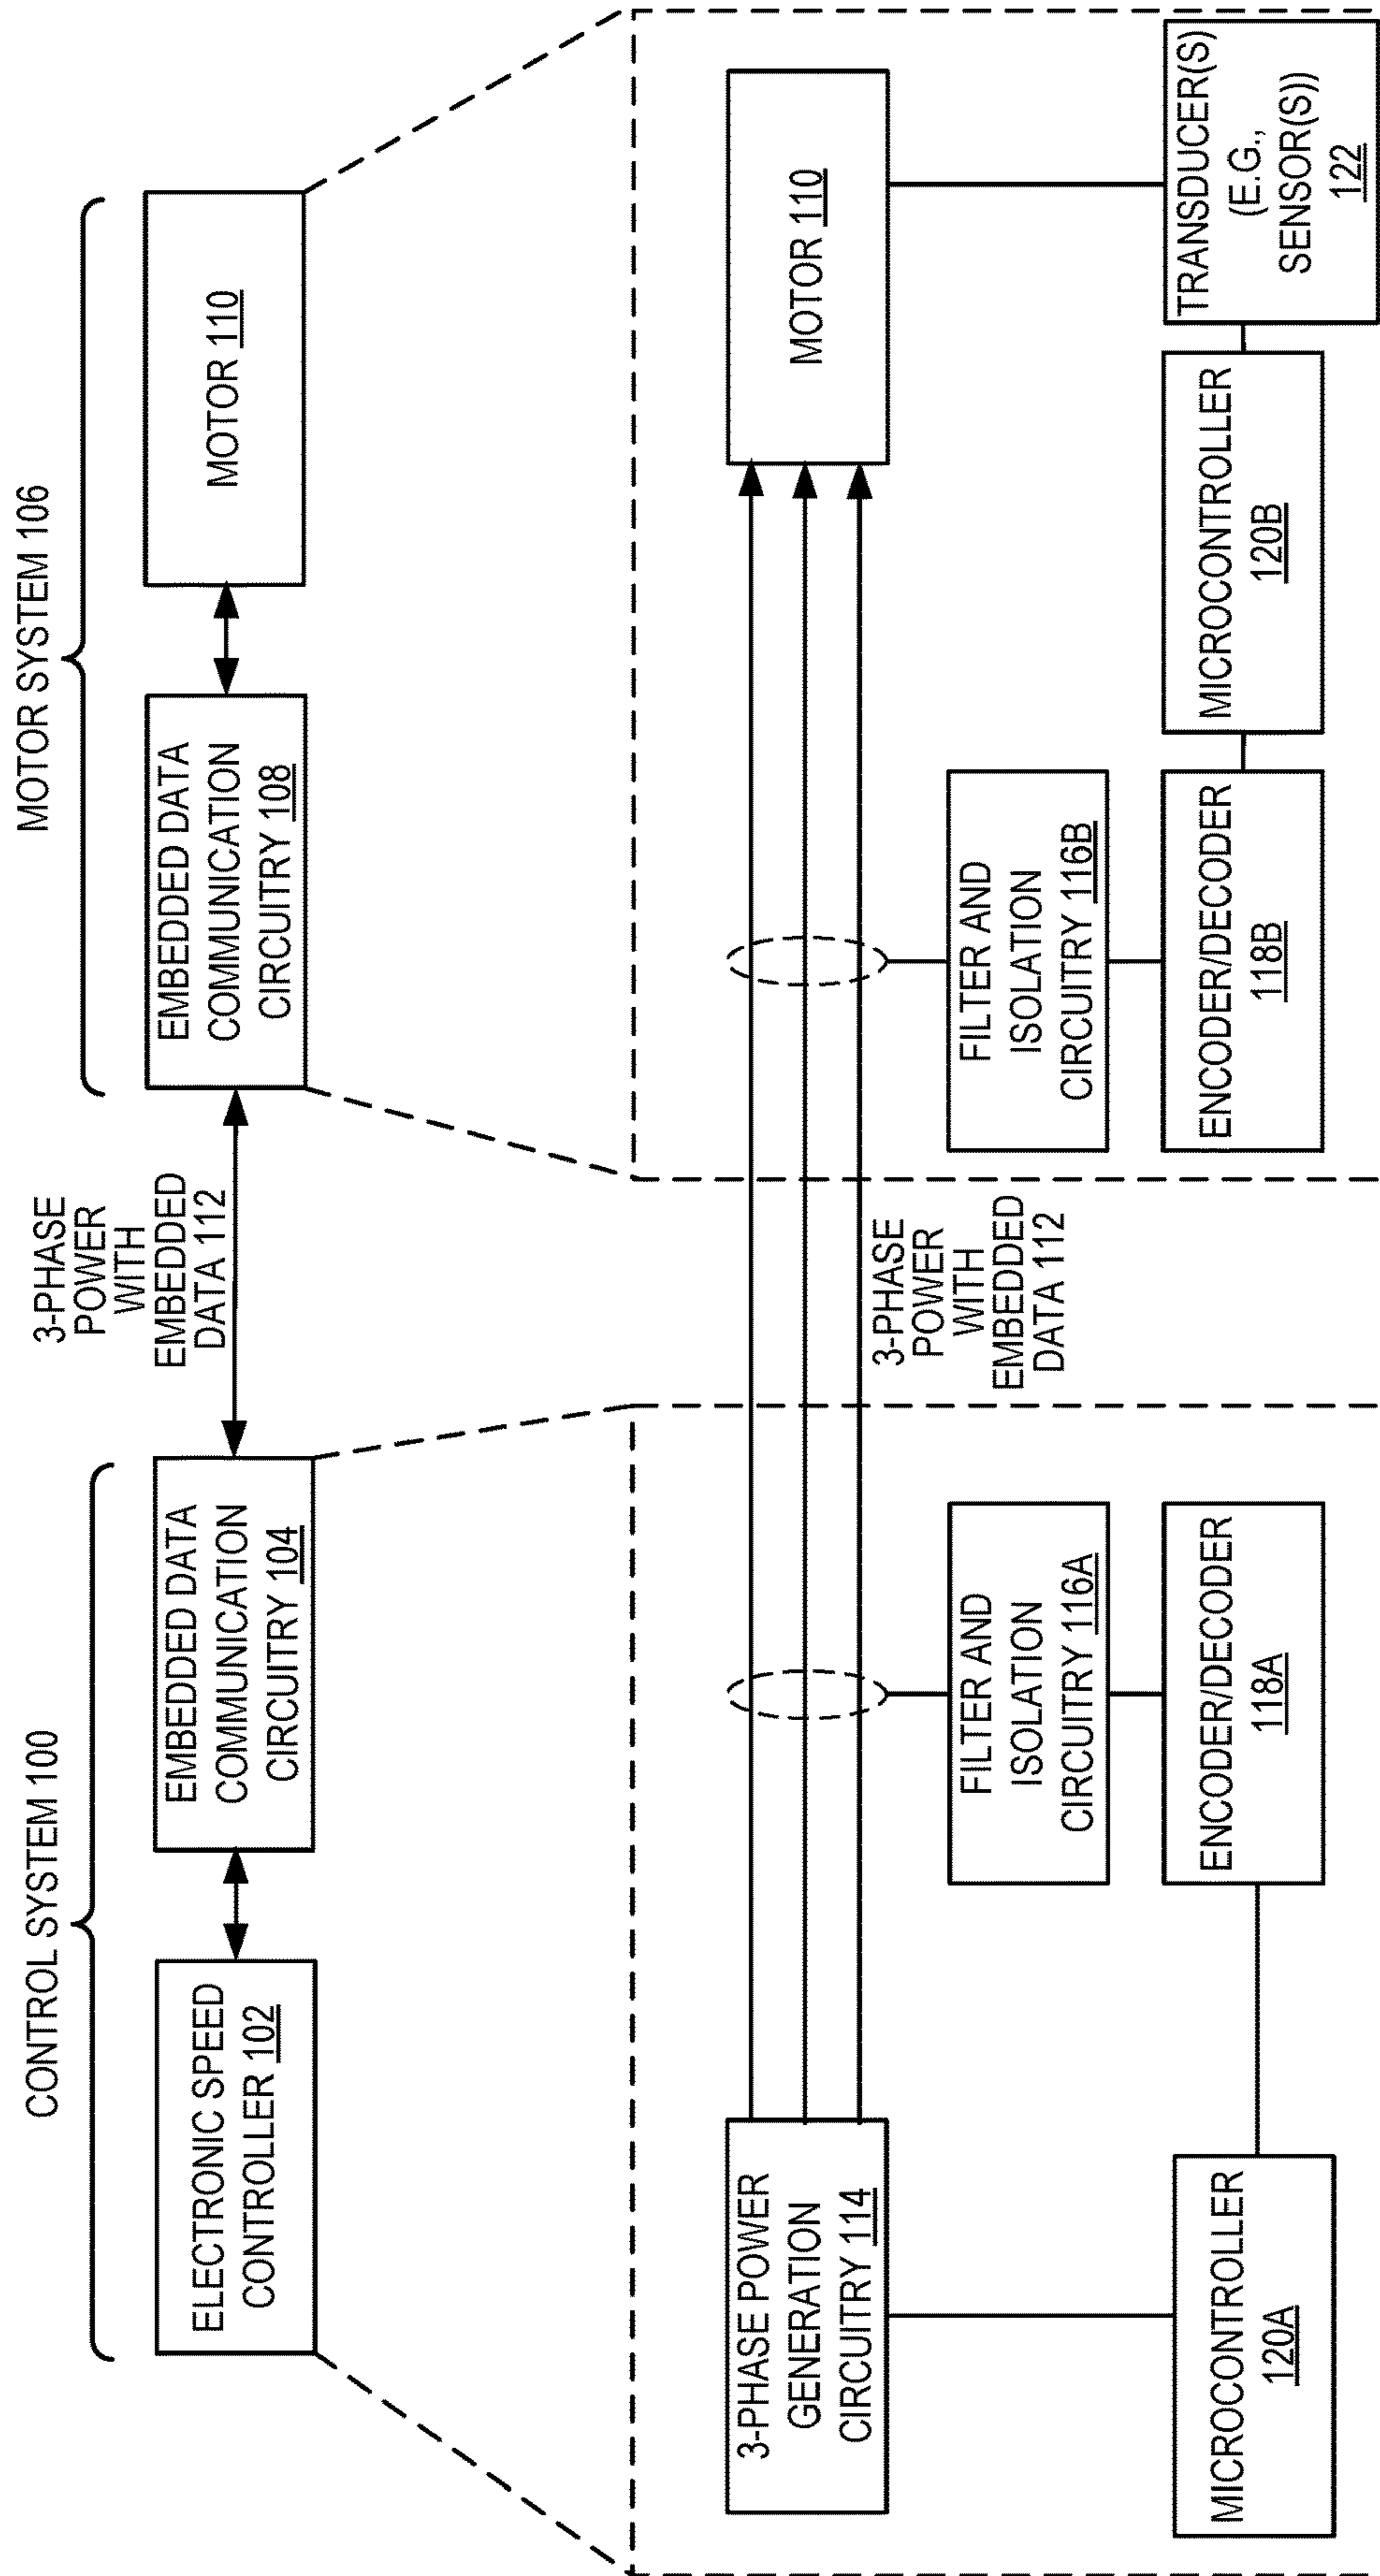 CONTROL SYSTEM 100
ELECTRONIC SPEED
CONTROLLER 102
EMBEDDED DATA
COMMUNICATION
CIRCUITRY 104
3-PHASE
POWER
WITH
EMBEDDED
DATA 112
MOTOR SYSTEM 106
EMBEDDED DATA
COMMUNICATION
CIRCUITRY 108
MOTOR 110
3-PHASE POWER
GENERATION
CIRCUITRY 114
MICROCONTROLLER
120A
FILTER AND
ISOLATION
CIRCUITRY 116A
ENCODER/DECODER
118A
3-PHASE
POWER
WITH
EMBEDDED
DATA 112
MOTOR 110
FILTER AND
ISOLATION
CIRCUITRY 116B
ENCODER/DECODER
118B
MICROCONTROLLER
120B
TRANSDUCER(S)
(E.G.,
SENSOR(S))
122